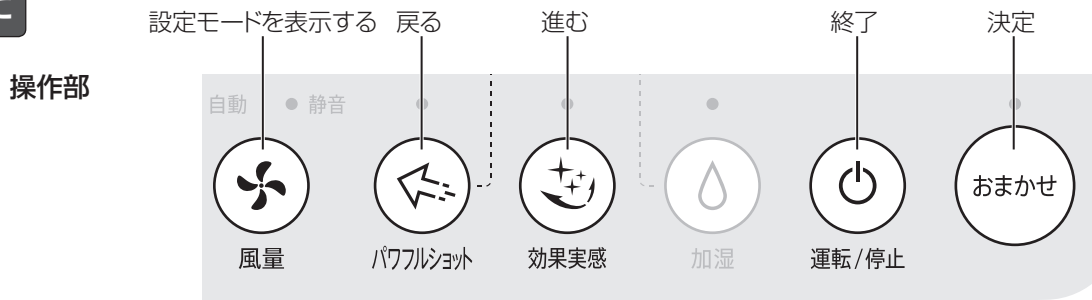 設定モードを表示する 戻る 進む 終了 決定
操作部
自動 静音
おまかせ
風量 パワフルショット 効果実感 加湿 運転/停止